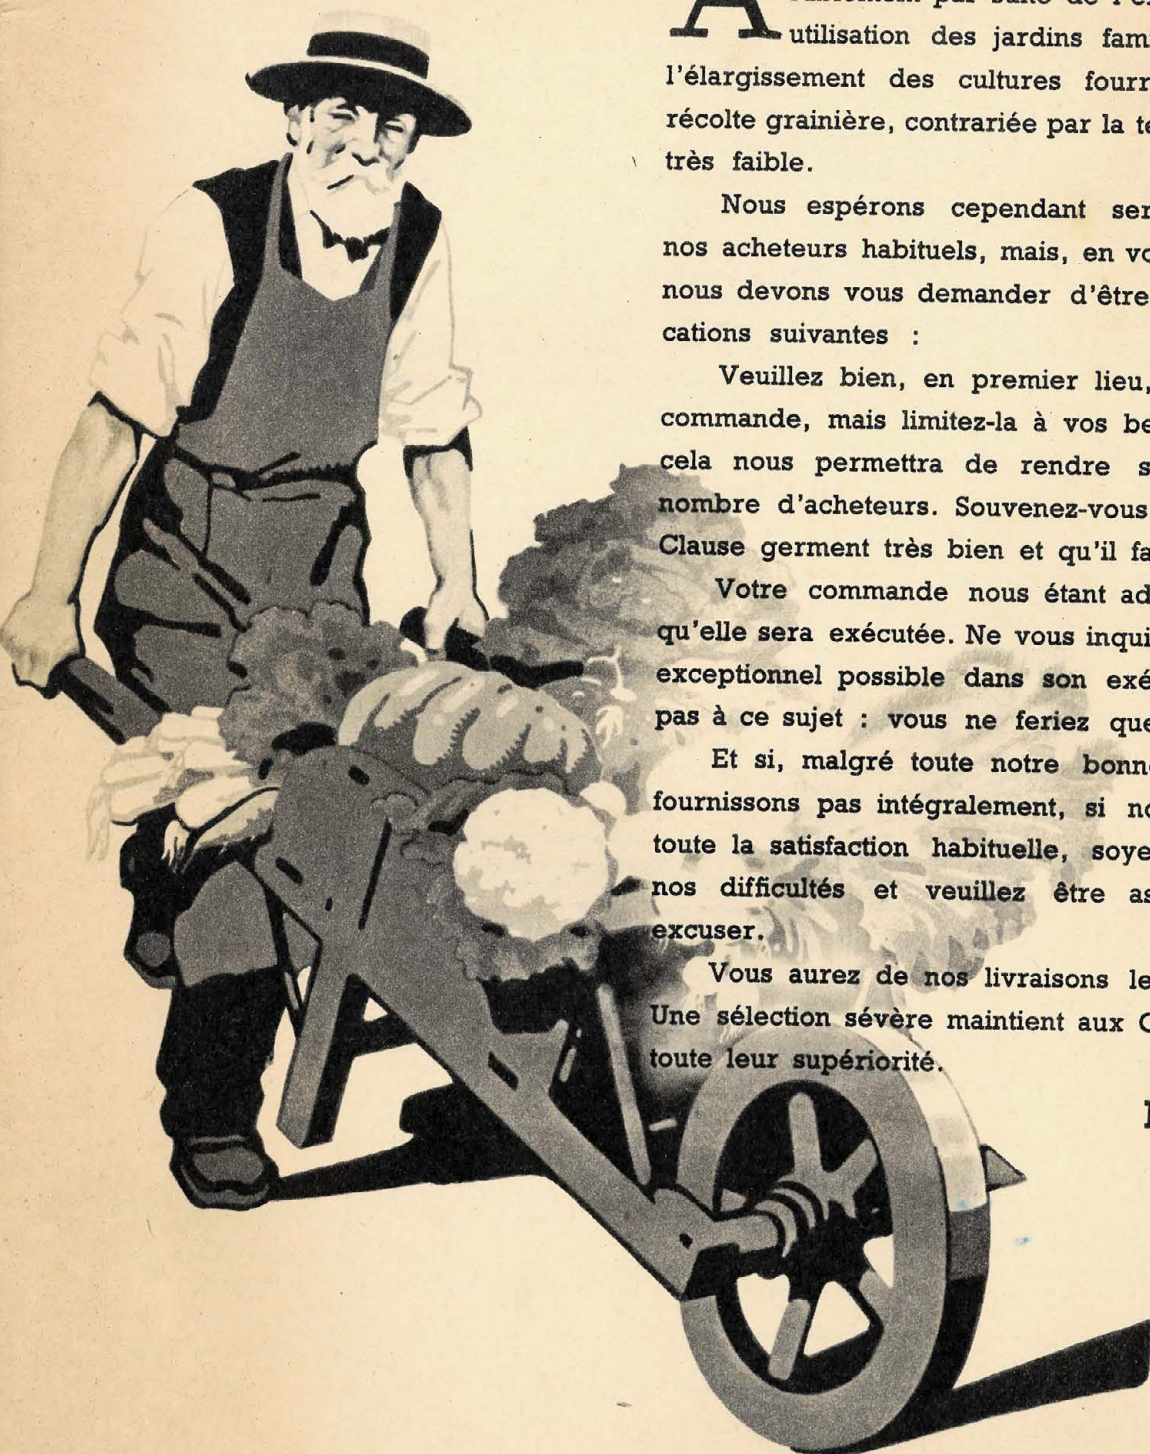 A
utilisation des jardins fam
l'élargissement des cultures fourr
récolte grainière, contrariée par la te
très faible.
Nous espérons cependant ser
nos acheteurs habituels, mais, en vo
nous devons vous demander d'être
cations suivantes :
Veuillez bien, en premier lieu,
commande, mais limitez-la à vos be
cela nous permettra de rendre s
nombre d'acheteurs. Souvenez-vous
Clause germent très bien et qu'il fa
Votre commande nous étant ad
qu'elle sera exécutée. Ne vous inqui
exceptionnel possible dans son exé
pas à ce sujet : vous ne feriez que
Et si, malgré toute notre bonne
fournissons pas intégralement, si no
toute la satisfaction habituelle, soye
nos difficultés et veuillez être as
excuser.
Vous aurez de nos livraisons le
Une sélection sévère maintient aux
toute leur supériorité.